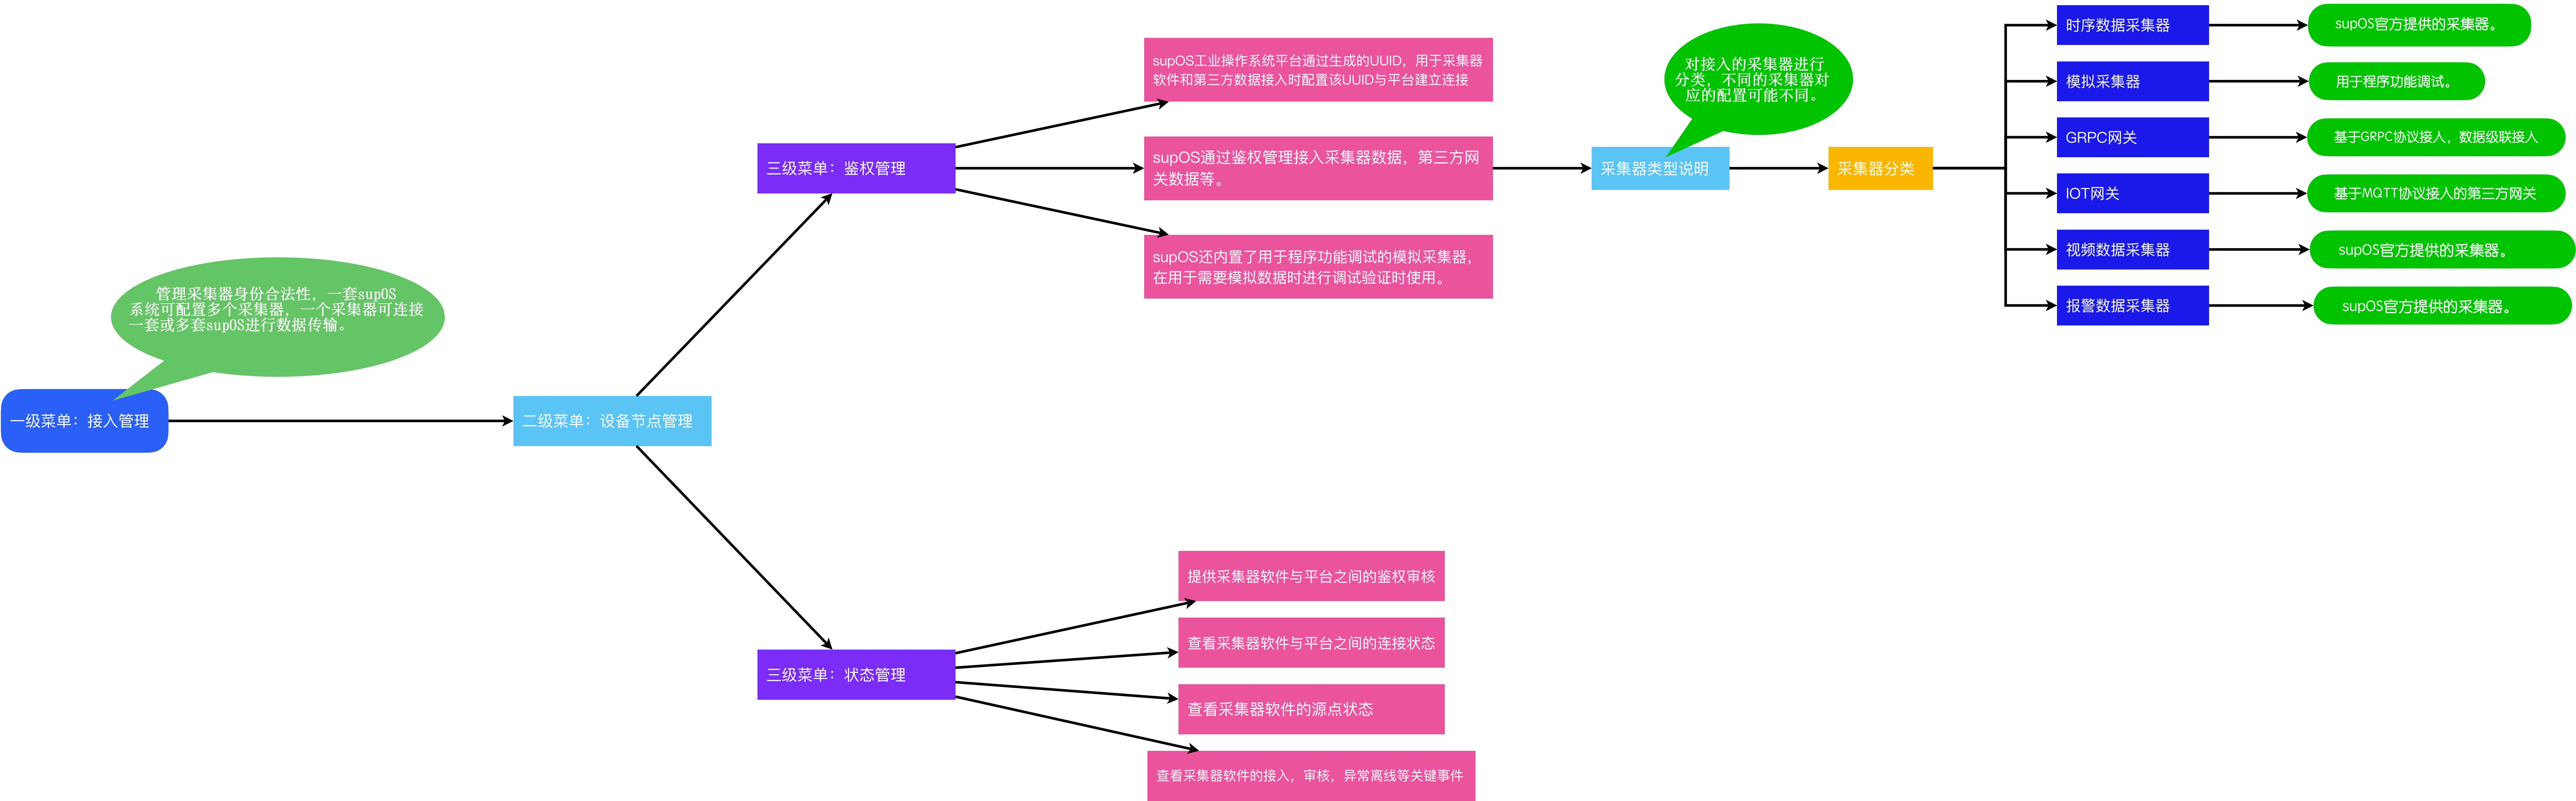 管理采集器身份合法性，一套supOS
系统可配置多个采集器，一个采集器可连接
一套或多套supOS进行数据传输。
一级菜单：接入管理
二级菜单：设备节点管理
三级菜单：鉴权管理
supOS工业操作系统平台通过生成的UUID，用于采集器
软件和第三方数据接入时配置该UUID与平台建立连接
supOS通过鉴权管理接入采集器数据，第三方网
关数据等。
supOS还内置了用于程序功能调试的模拟采集器，
在用于需要模拟数据时进行调试验证时使用。
对接入的采集器进行
分类，不同的采集器对
应的配置可能不同。
采集器类型说明
采集器分类
时序数据采集器
supOS官方提供的采集器。
模拟采集器
用于程序功能调试。
GRPC网关
基于GRPC协议接入，数据级联接入
IOT网关
基于MQTT协议接入的第三方网关
视频数据采集器
supOS官方提供的采集器。
报警数据采集器
supOS官方提供的采集器。
三级菜单：状态管理
提供采集器软件与平台之间的鉴权审核
查看采集器软件与平台之间的连接状态
查看采集器软件的源点状态
查看采集器软件的接入，审核，异常离线等关键事件